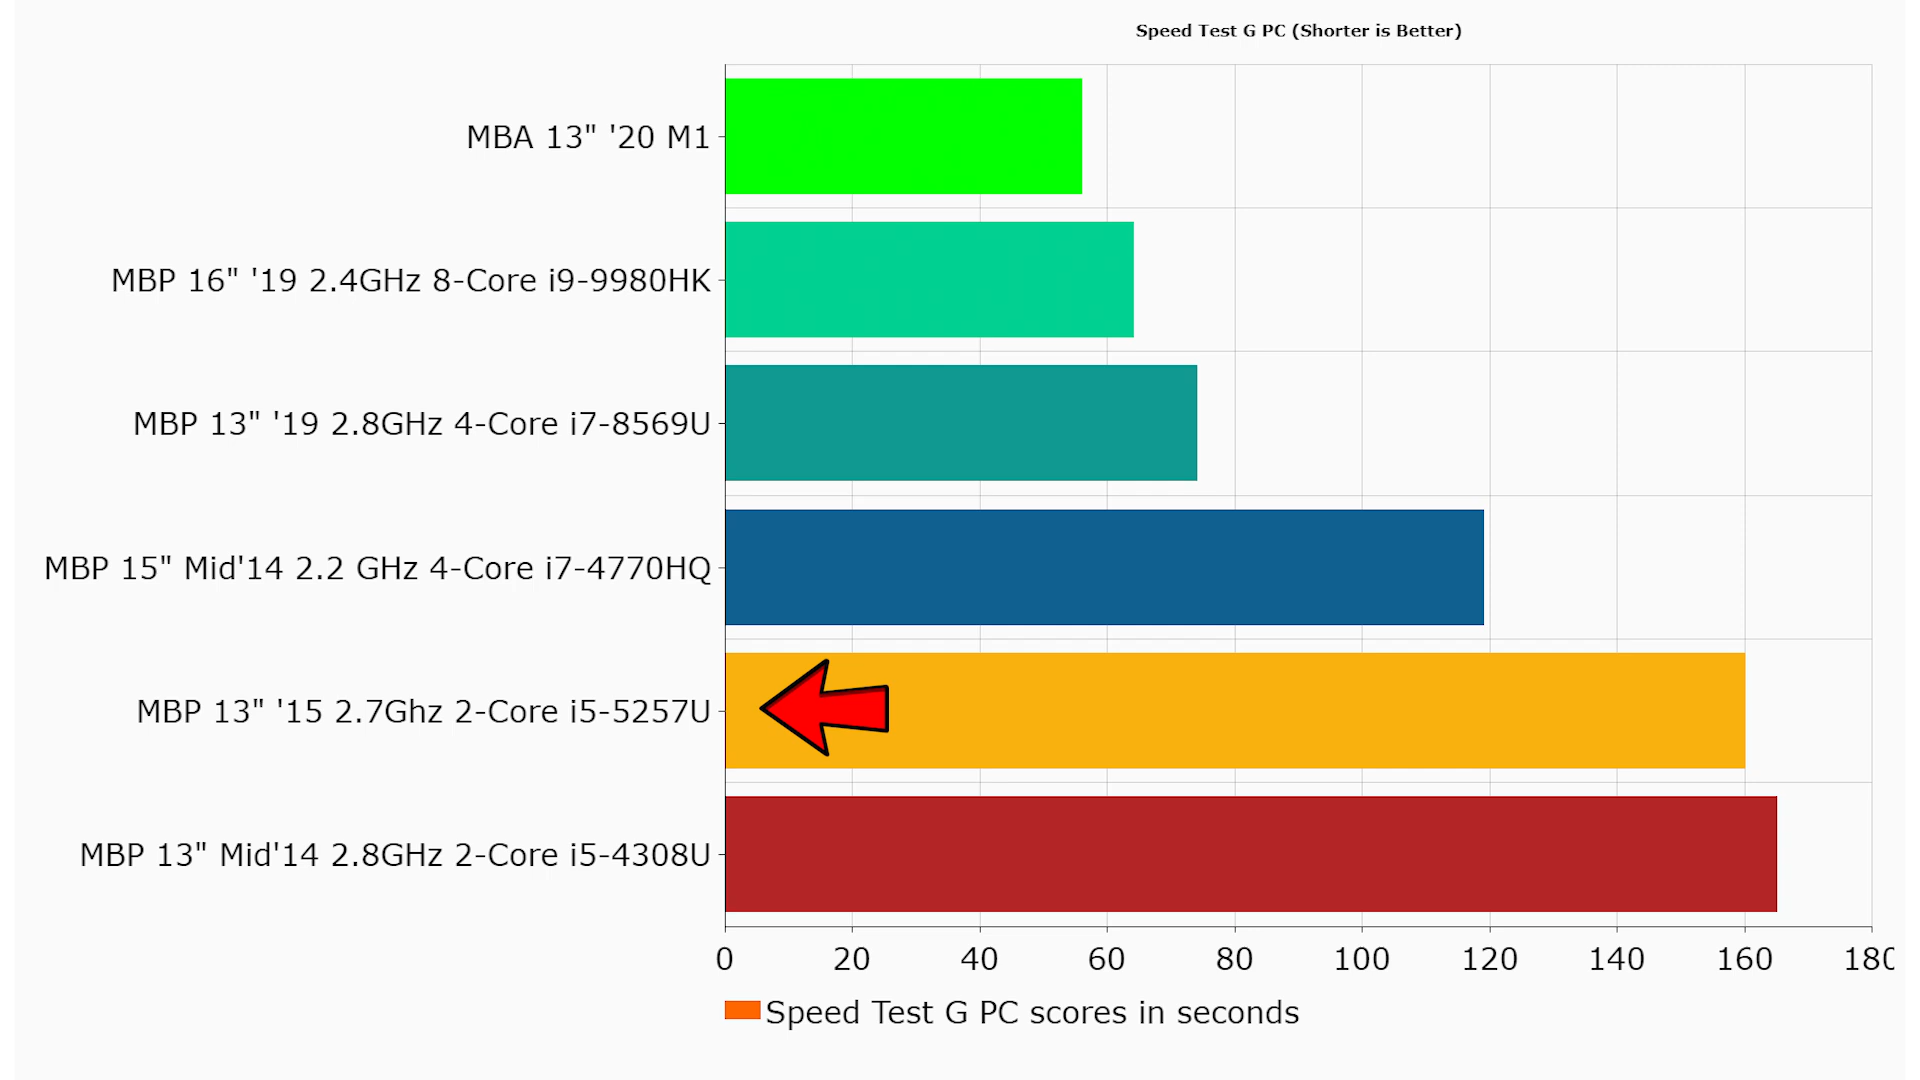 Speed Test G PC (Shorter is Better)
MBA 13" '20 M1
MBP 16" '19 2.4GHz 8-Core i9-9980HK
MBP 13" '19 2.8GHz 4-Core i7-8569U
MBP 15" Mid'14 2.2 GHz 4-Core i7-4770HQ
MBP 13" '15 2.7Ghz 2-Core i5-5257U
MBP 13" Mid'14 2.8GHz 2-Core i5-4308U
0 20 40 60 80 100 120 140 160 180
Speed Test G PC scores in seconds